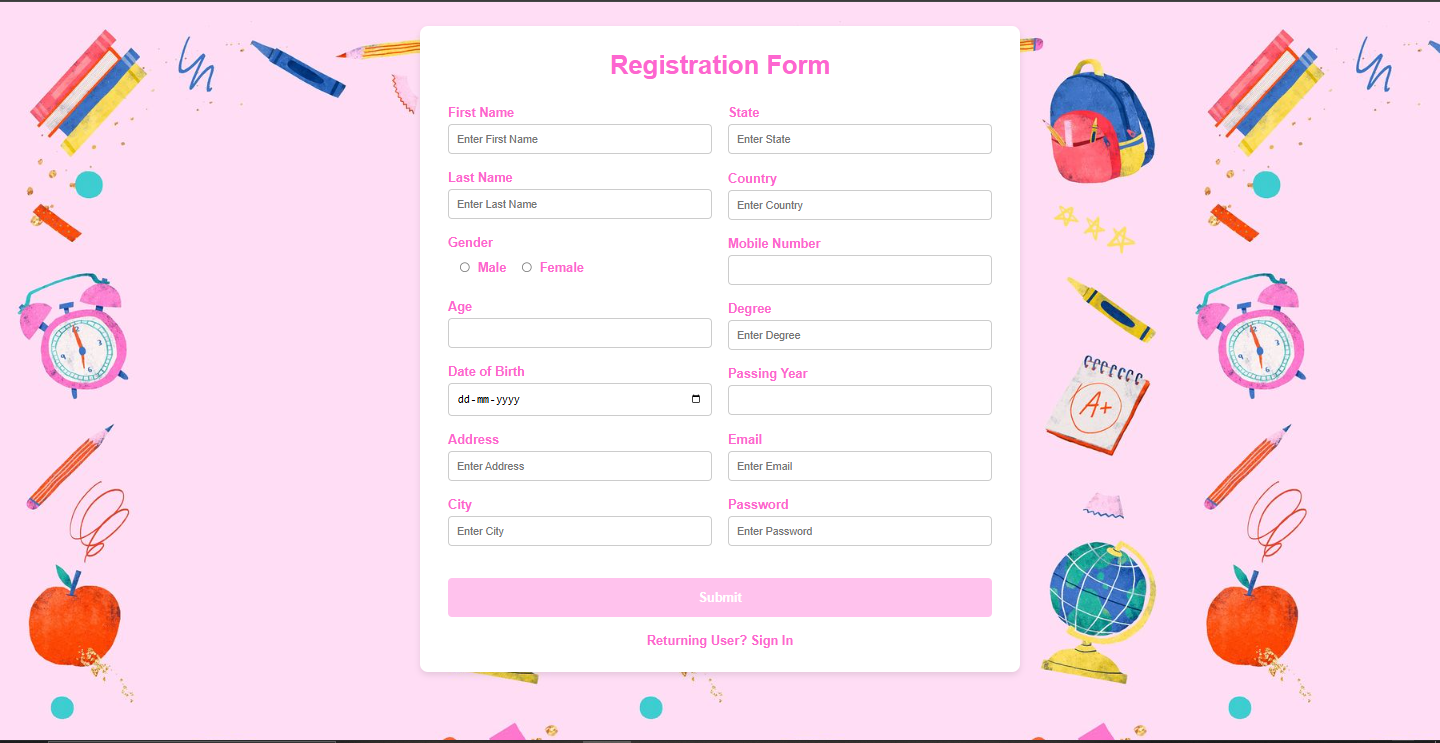 Registration Form
First Name
Enter First Name
Last Name
Enter Last Name
Gender
Male Female
Age
Date of Birth
dd-mm-yyyy
Address
Enter Address
City
Enter City
State
Enter State
Country
Enter Country
Mobile Number
Degree
Enter Degree
Passing Year
Email
Enter Email
Password
Enter Password
Submit
Returning User? Sign In
A+